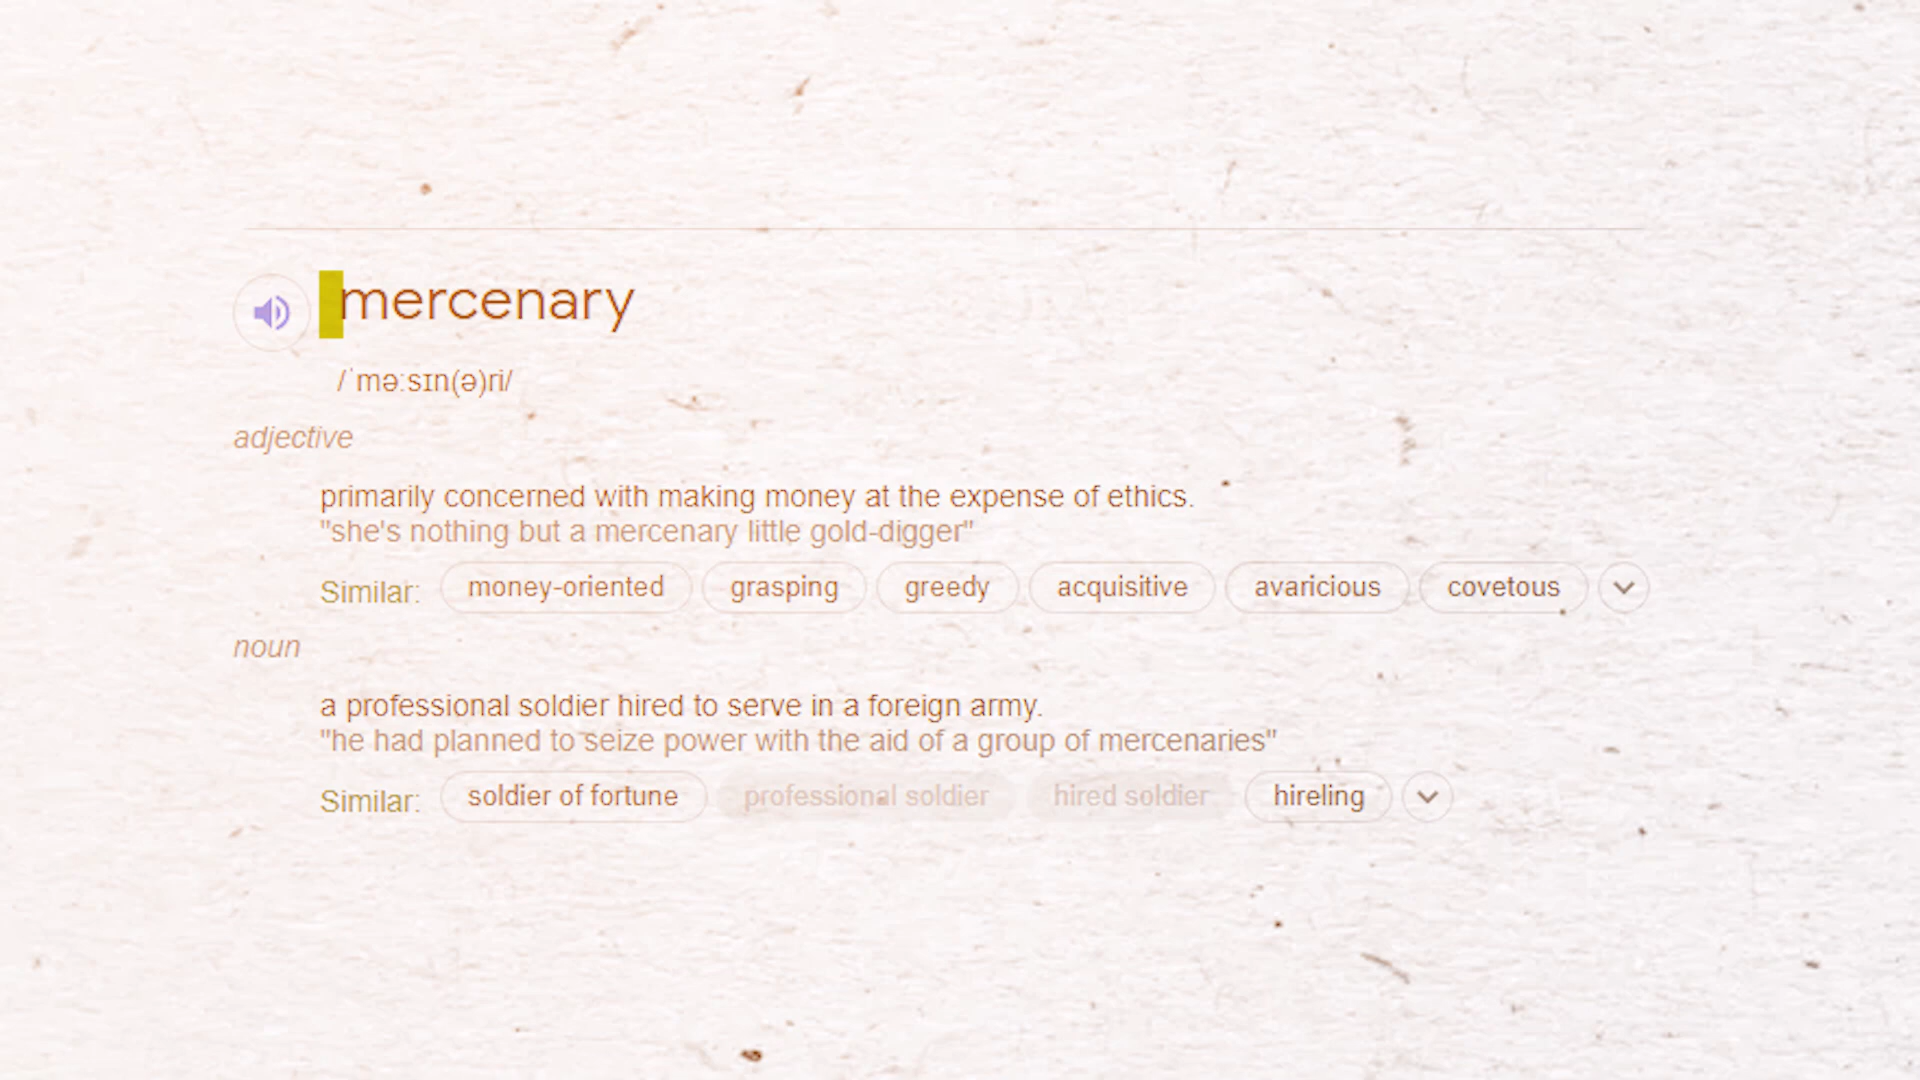 mercenary
/ˈməːsɪn(ə)ri/
adjective
primarily concerned with making money at the expense of ethics.
"she's nothing but a mercenary little gold-digger"
Similar: money-oriented grasping greedy acquisitive avaricious covetous
noun
a professional soldier hired to serve in a foreign army.
"he had planned to seize power with the aid of a group of mercenaries"
Similar: soldier of fortune professional soldier hired soldier hireling